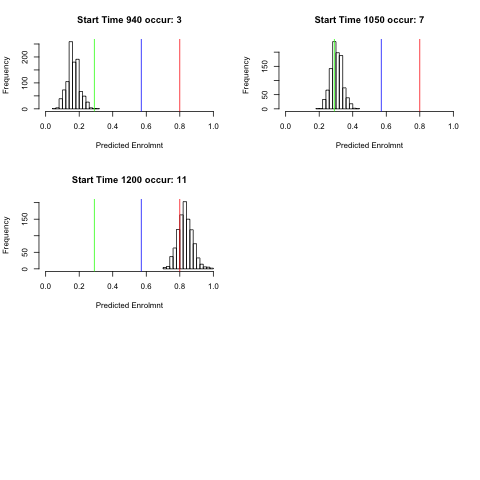 Start Time 940 occur: 3
Frequency
0 100 200
0.0 0.2 0.4 0.6 0.8 1.0
Predicted Enrolmnt
Start Time 1050 occur: 7
Frequency
0 50 150
0.0 0.2 0.4 0.6 0.8 1.0
Predicted Enrolmnt
Start Time 1200 occur: 11
Frequency
0 50 150
0.0 0.2 0.4 0.6 0.8 1.0
Predicted Enrolmnt